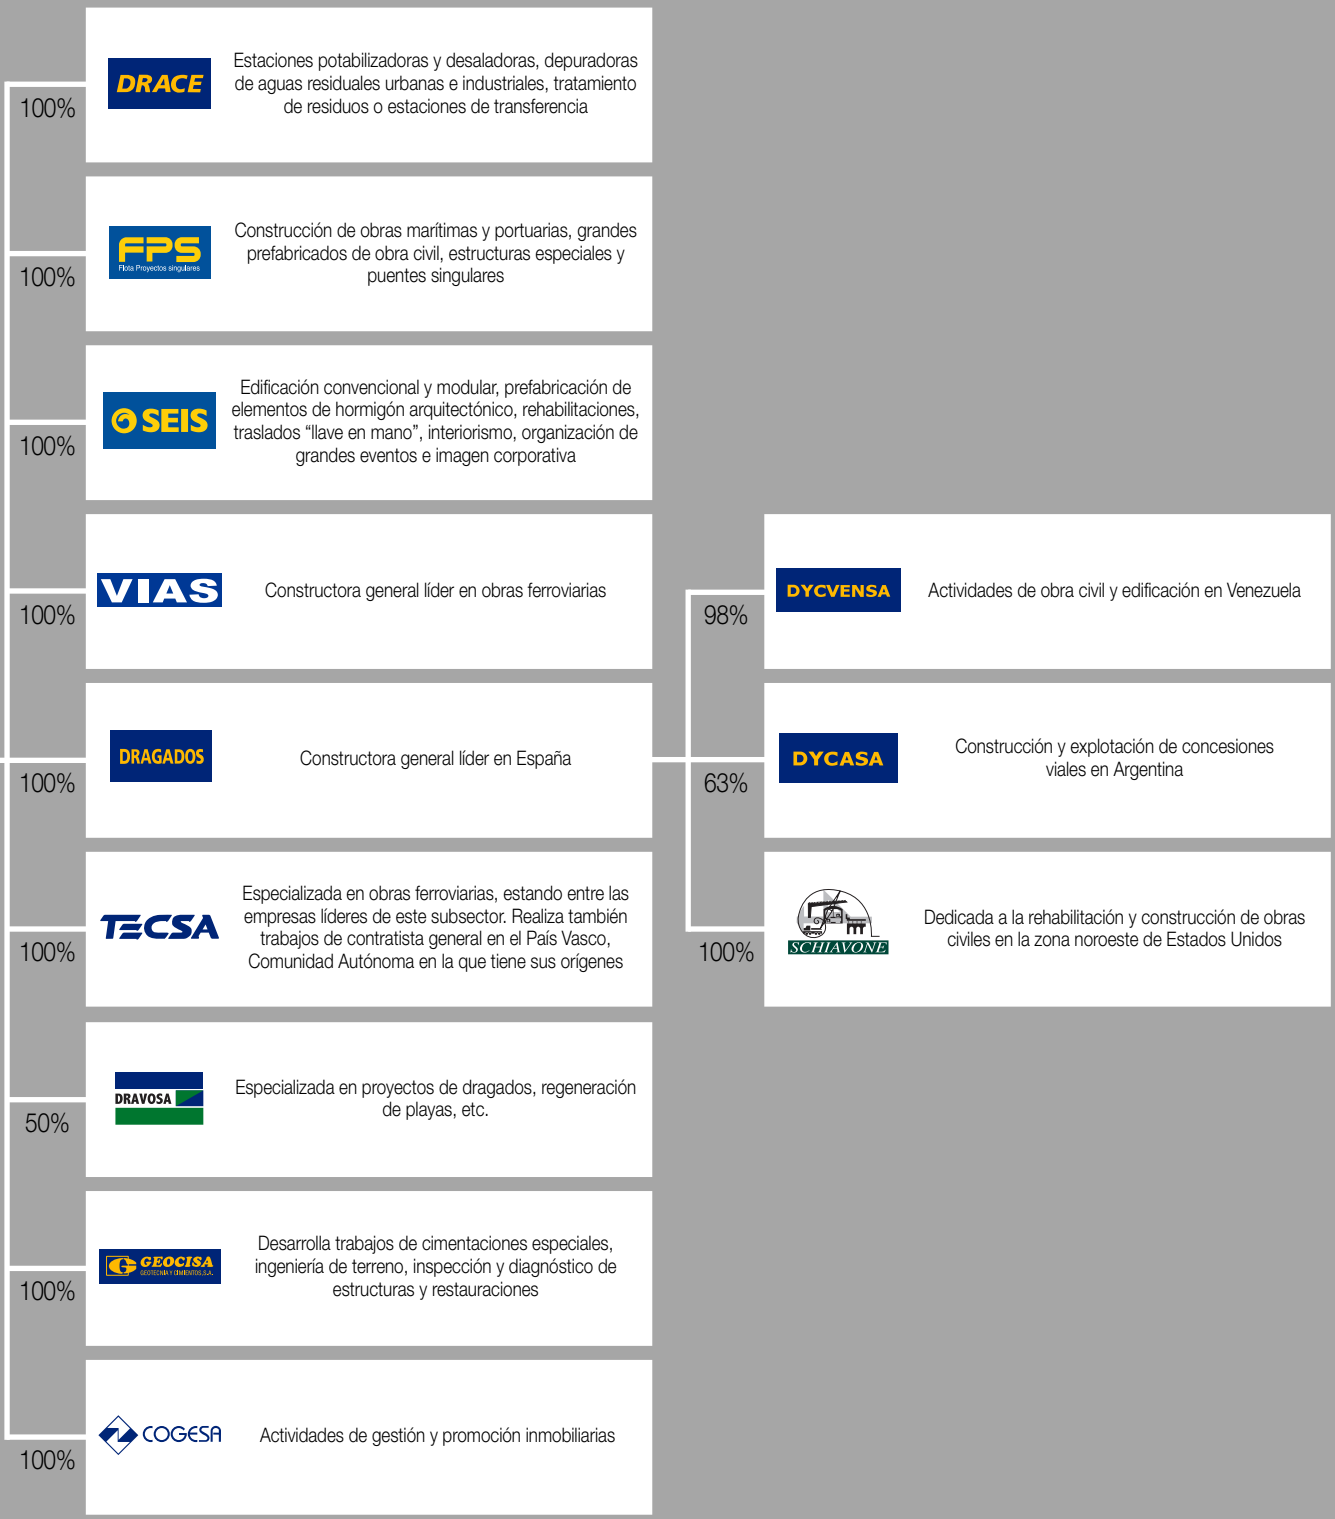 DRACE
Estaciones potabilizadoras y desaladoras, depuradoras
de aguas residuales urbanas e industriales, tratamiento
de residuos o estaciones de transferencia
100%
FPS
Flota Proyectos singulares
Construcción de obras marítimas y portuarias, grandes
prefabricados de obra civil, estructuras especiales y
puentes singulares
100%
SEIS
Edificación convencional y modular, prefabricación de
elementos de hormigón arquitectónico, rehabilitaciones,
traslados “llave en mano”, interiorismo, organización de
grandes eventos e imagen corporativa
100%
VIAS
Constructora general líder en obras ferroviarias
100%
DRAGADOS
Constructora general líder en España
100%
TECSA
Especializada en obras ferroviarias, estando entre las
empresas líderes de este subsector. Realiza también
trabajos de contratista general en el País Vasco,
Comunidad Autónoma en la que tiene sus orígenes
100%
DRAVOSA
Especializada en proyectos de dragados, regeneración
de playas, etc.
50%
GEOCISA
GEOTECNIA Y CIMIENTOS, S.A.
Desarrolla trabajos de cimentaciones especiales,
ingeniería de terreno, inspección y diagnóstico de
estructuras y restauraciones
100%
COGESA
Actividades de gestión y promoción inmobiliarias
100%
DYCVENSA
Actividades de obra civil y edificación en Venezuela
98%
DYCASA
Construcción y explotación de concesiones
viales en Argentina
63%
SCHIAVONE
Dedicada a la rehabilitación y construcción de obras
civiles en la zona noroeste de Estados Unidos
100%